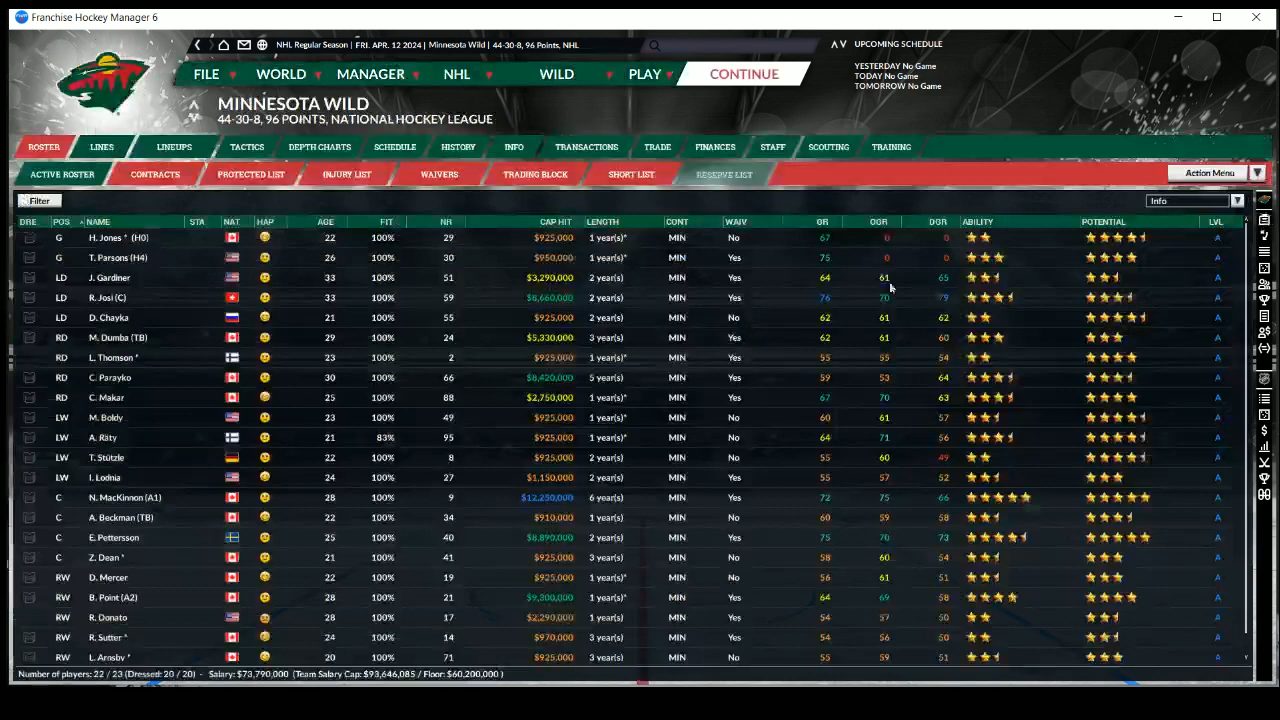 Franchise Hockey Manager 6
NHL Regular Season | FRI. APR. 12 2024 | Minnesota Wild | 44-30-8, 96 Points, NHL
UPCOMING SCHEDULE
YESTERDAY No Game
TODAY No Game
TOMORROW No Game
FILE WORLD MANAGER NHL WILD PLAY CONTINUE
MINNESOTA WILD
44-30-8, 96 POINTS, NATIONAL HOCKEY LEAGUE
ROSTER LINES LINEUPS TACTICS DEPTH CHARTS SCHEDULE HISTORY INFO TRANSACTIONS TRADE FINANCES STAFF SCOUTING TRAINING
ACTIVE ROSTER CONTRACTS PROTECTED LIST INJURY LIST WAIVERS TRADING BLOCK SHORT LIST RESERVE LIST Action Menu
Filter Info
DRE POS NAME STA NAT HAP AGE FIT NR CAP HIT LENGTH CONT WAIV GR OGR DGR ABILITY POTENTIAL LVL
G H. Jones * (H0) 22 100% 29 $925,000 1 year(s)* MIN No 67 0 0 A
G T. Parsons (H4) 26 100% 30 $950,000 1 year(s)* MIN Yes 75 0 0 A
LD J. Gardiner 33 100% 51 $3,290,000 2 year(s) MIN Yes 64 61 65 A
LD R. Josi (C) 33 100% 59 $8,660,000 2 year(s) MIN Yes 76 70 79 A
LD D. Chayka 21 100% 55 $925,000 2 year(s) MIN No 62 61 62 A
RD M. Dumba (TB) 29 100% 24 $5,330,000 3 year(s) MIN Yes 62 61 60 A
RD L. Thomson * 23 100% 2 $925,000 1 year(s)* MIN Yes 55 55 54 A
RD C. Parayko 30 100% 66 $8,420,000 5 year(s) MIN Yes 59 53 64 A
RD C. Makar 25 100% 88 $2,750,000 1 year(s)* MIN Yes 67 70 63 A
LW M. Boldy 23 100% 49 $925,000 1 year(s)* MIN No 60 61 57 A
LW A. Räty 21 83% 95 $925,000 1 year(s)* MIN No 64 71 56 A
LW T. Stützle 22 100% 8 $925,000 2 year(s) MIN No 55 60 49 A
LW I. Lodnia 24 100% 27 $1,150,000 2 year(s) MIN Yes 55 57 52 A
C N. MacKinnon (A1) 28 100% 9 $12,250,000 6 year(s) MIN Yes 72 75 66 A
C A. Beckman (TB) 22 100% 34 $910,000 1 year(s) MIN No 60 59 58 A
C E. Pettersson 25 100% 40 $8,890,000 2 year(s) MIN Yes 75 70 73 A
C Z. Dean * 21 100% 41 $925,000 3 year(s) MIN No 58 60 54 A
RW D. Mercer 22 100% 19 $925,000 1 year(s)* MIN No 56 61 51 A
RW B. Point (A2) 28 100% 21 $9,300,000 1 year(s)* MIN Yes 64 69 58 A
RW R. Donato 28 100% 17 $2,290,000 1 year(s) MIN Yes 54 57 50 A
RW R. Sutter * 24 100% 14 $970,000 3 year(s) MIN Yes 54 56 50 A
RW L. Arnsby * 20 100% 71 $925,000 3 year(s) MIN No 55 59 51 A
Number of players: 22 / 23 (Dressed: 20 / 20) - Salary: $73,790,000 (Team Salary Cap: $93,646,085 / Floor: $60,200,000 )